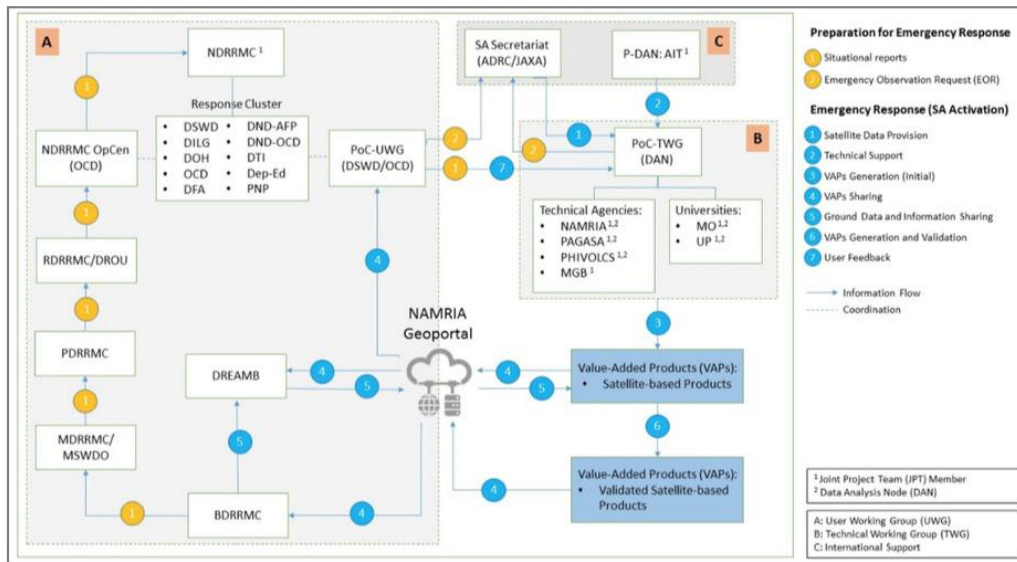 A
NDRRMC 1
Response Cluster
• DSWD • DND-AFP
• DILG • DND-OCD
• DOH • DTI
• OCD • Dep-Ed
• DFA • PNP
NDRRMC OpCen
(OCD)
PoC-UWG
(DSWD/OCD)
RDRRMC/DROU
PDRRMC
MDRRMC/
MSWDO
DREAMB
BDRRMC
1
1
1
1
1
5
5
4
4
4
C
SA Secretariat
(ADRC/JAXA)
P-DAN: AIT 1
2
1
2
2
1
7
B
PoC-TWG
(DAN)
Technical Agencies:
• NAMRIA 1,2
• PAGASA 1,2
• PHIVOLCS 1,2
• MGB 1
Universities:
• MO 1,2
• UP 1,2
3
NAMRIA
Geoportal
4
5
Value-Added Products (VAPs):
• Satellite-based Products
6
4
Value-Added Products (VAPs):
• Validated Satellite-based
Products
Preparation for Emergency Response
1 Situational reports
2 Emergency Observation Request (EOR)
Emergency Response (SA Activation)
1 Satellite Data Provision
2 Technical Support
3 VAPs Generation (Initial)
4 VAPs Sharing
5 Ground Data and Information Sharing
6 VAPs Generation and Validation
7 User Feedback
Information Flow
Coordination
1 Joint Project Team (JPT) Member
2 Data Analysis Node (DAN)
A: User Working Group (UWG)
B: Technical Working Group (TWG)
C: International Support